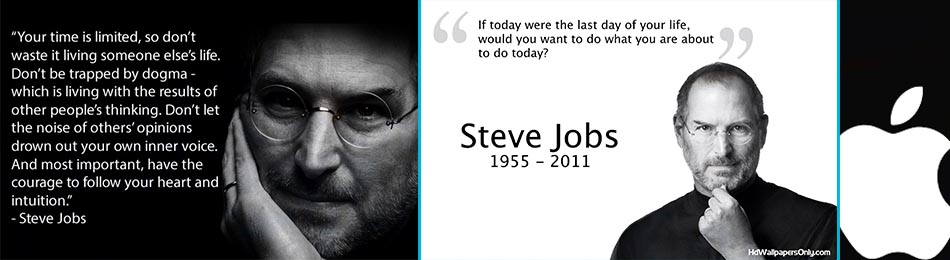 “Your time is limited, so don’t
waste it living someone else’s life.
Don’t be trapped by dogma -
which is living with the results of
other people’s thinking. Don’t let
the noise of others’ opinions
drown out your own inner voice.
And most important, have the
courage to follow your heart and
intuition.”
- Steve Jobs
“ If today were the last day of your life,
would you want to do what you are about
to do today? ”
Steve Jobs
1955 – 2011
HdWallpapersOnly.com